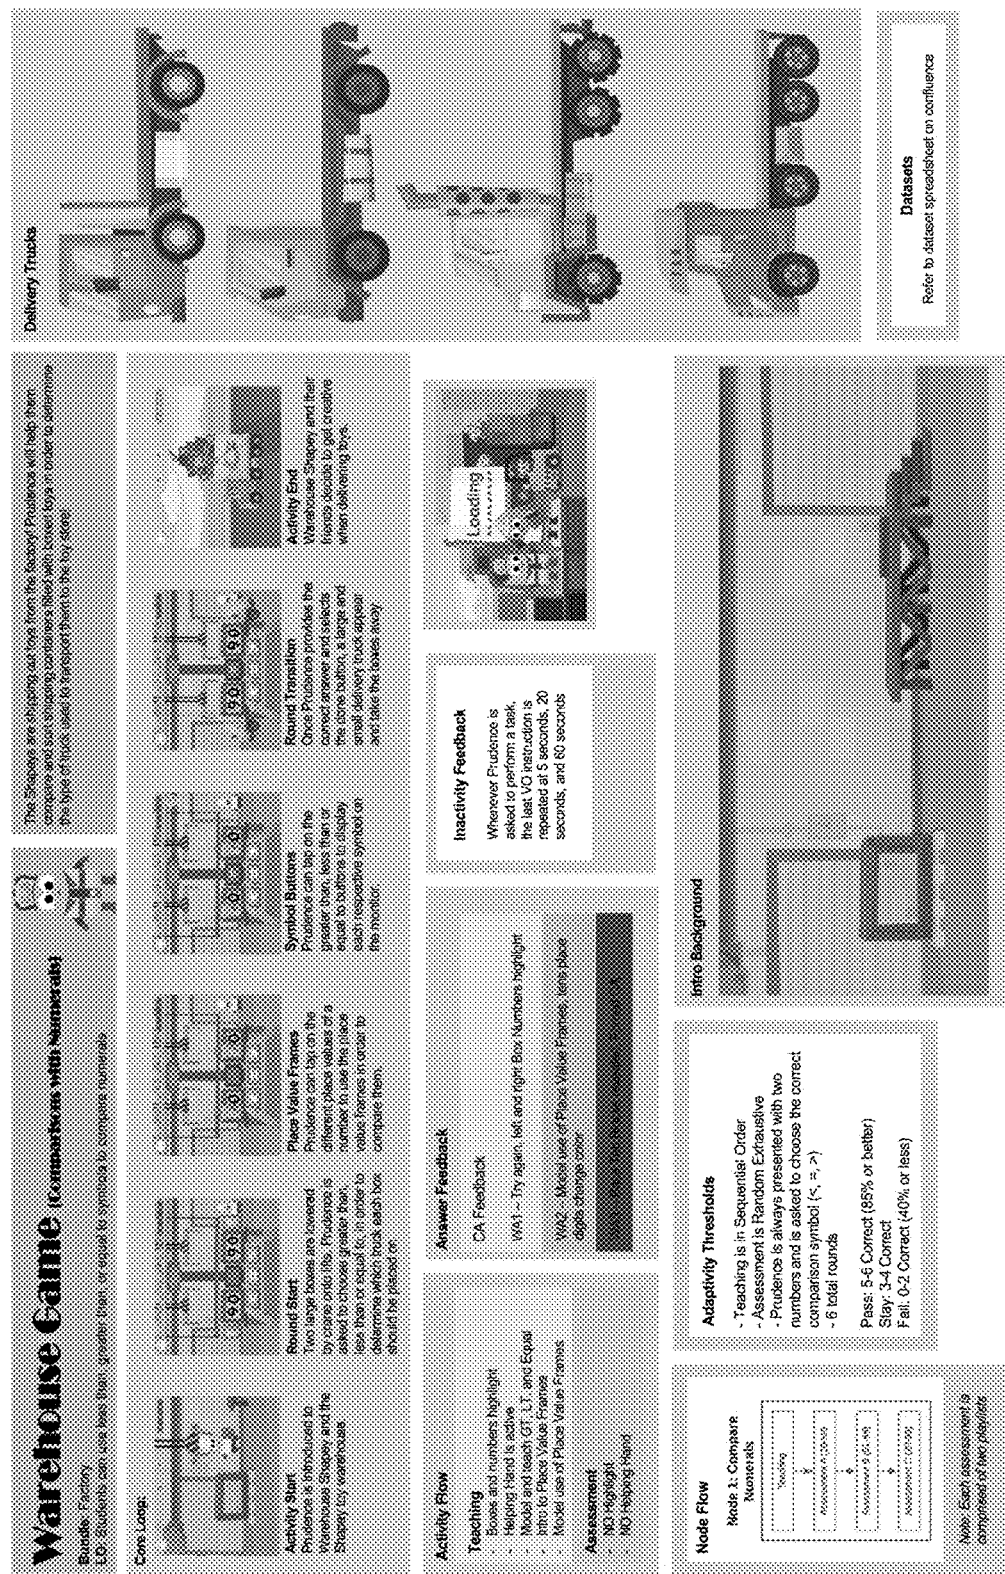 Warehouse Game (Comparisons with Numerals)
Bundle: Factory
LO: Students can use less than, greater than, or equal to symbols to compare numerals
The Shapeys are shipping out toys from the factory! Prudence will help them
compare and sort shipping containers filled with boxed toys in order to determine
the type of truck used to transport them to the toy store!
Core Loop:
Activity Start
Prudence is introduced to
Warehouse Shapey and the
Shapey toy warehouse
Round Start
Two large boxes are lowered
by crane onto lifts. Prudence is
asked to choose greater than,
less than or equal to, in order to
determine which truck each box
should be placed on.
Place Value Frames
Prudence can tap on the
different place values of a
number to use the place
value frames in order to
compare them.
Symbol Buttons
Prudence can tap on the
greater than, less than or
equal to buttons to display
each respective symbol on
the monitor.
Round Transition
Once Prudence provides the
correct answer and selects
the done button, a large and
small delivery truck appear
and take the boxes away
Activity End
Warehouse Shapey and their
friends decide to get creative
when delivering toys.
Delivery Trucks
Activity Flow
Teaching
- Boxes and numbers highlight
- Helping Hand is active
- Model and teach GT, LT, and Equal
- Intro to Place Value Frames
- Model use of Place Value Frames
Assessment
- NO Highlight
- NO Helping Hand
Answer Feedback
CA Feedback
WA1 - Try again, left and right Box Numbers highlight
WA2 - Model use of Place Value Frames, tens place
digits change color
Inactivity Feedback
Whenever Prudence is
asked to perform a task,
the last VO instruction is
repeated at 5 seconds, 20
seconds, and 60 seconds
Loading
Node Flow
Node 1: Compare
Numerals
Teaching
Note: Each assessment is
comprised of two playlists
Adaptivity Thresholds
- Teaching is in Sequential Order
- Assessment is Random Exhaustive
- Prudence is always presented with two
numbers and is asked to choose the correct
comparison symbol (<, =, >)
- 6 total rounds
Pass: 5-6 Correct (85% or better)
Stay: 3-4 Correct
Fail: 0-2 Correct (40% or less)
Intro Background
Datasets
Refer to dataset spreadsheet on confluence